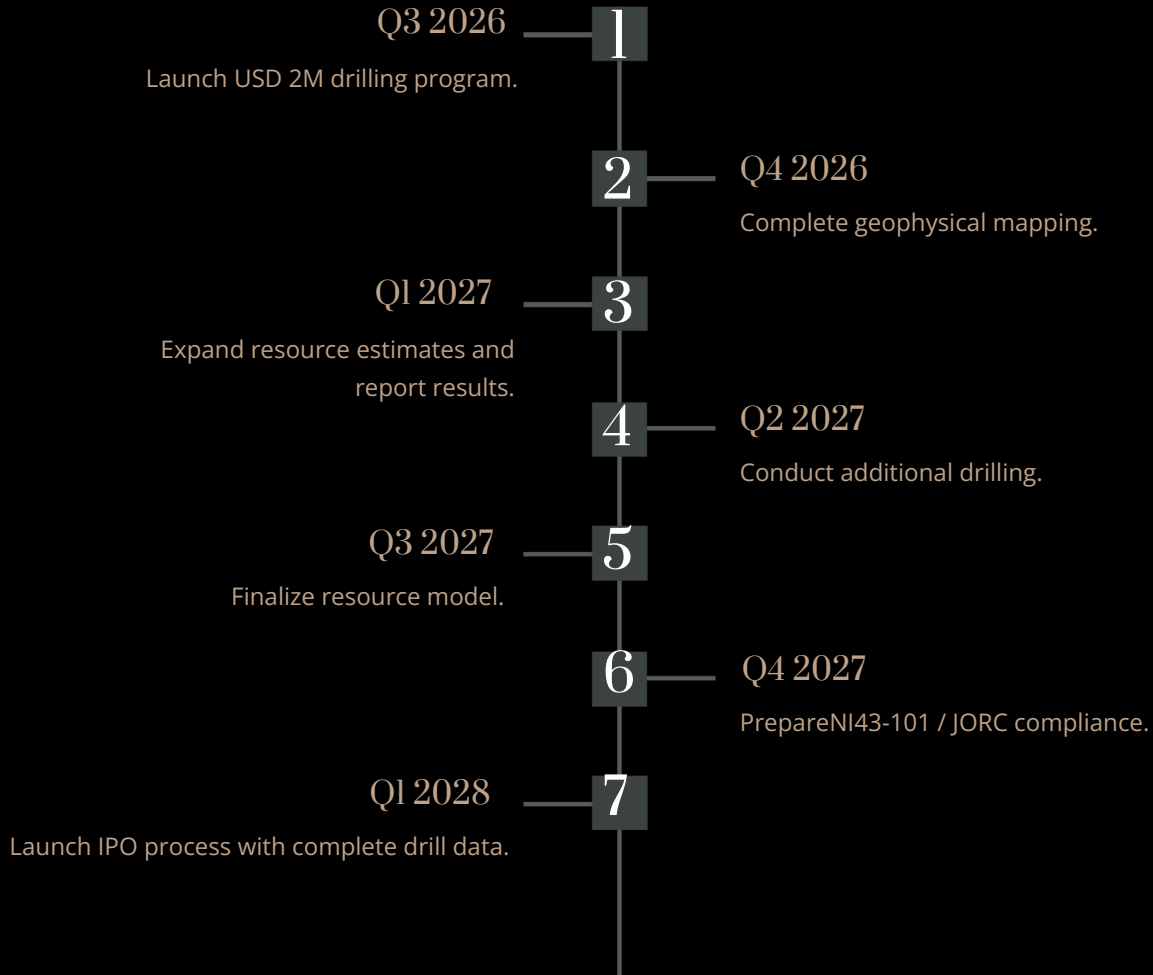 Q3 2026
1
Launch USD 2M drilling program.
2
Q4 2026
Complete geophysical mapping.
Q1 2027
3
Expand resource estimates and
report results.
4
Q2 2027
Conduct additional drilling.
Q3 2027
5
Finalize resource model.
6
Q4 2027
PrepareNI43-101 / JORC compliance.
Q1 2028
7
Launch IPO process with complete drill data.